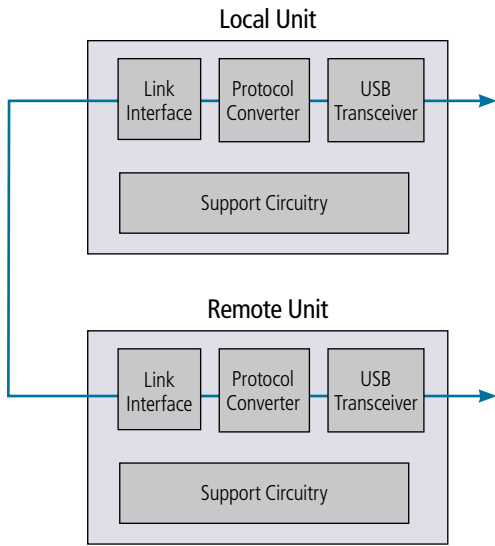 Local Unit
Link
Interface
Protocol
Converter
USB
Transceiver
Support Circuitry
Remote Unit
Link
Interface
Protocol
Converter
USB
Transceiver
Support Circuitry